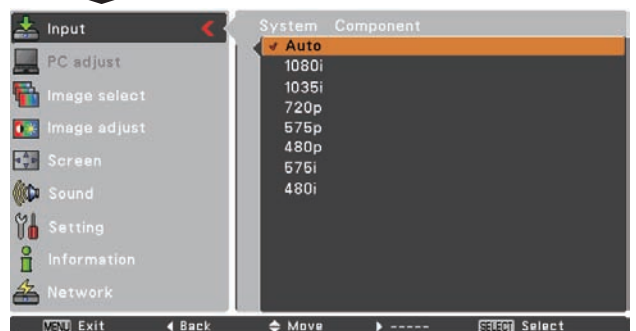 Input
PC adjust
Image select
Image adjust
Screen
Sound
Setting
Information
Network
System Component
Auto
1080i
1035i
720p
575p
480p
575i
480i
MENU Exit Back Move ----- SELECT Select